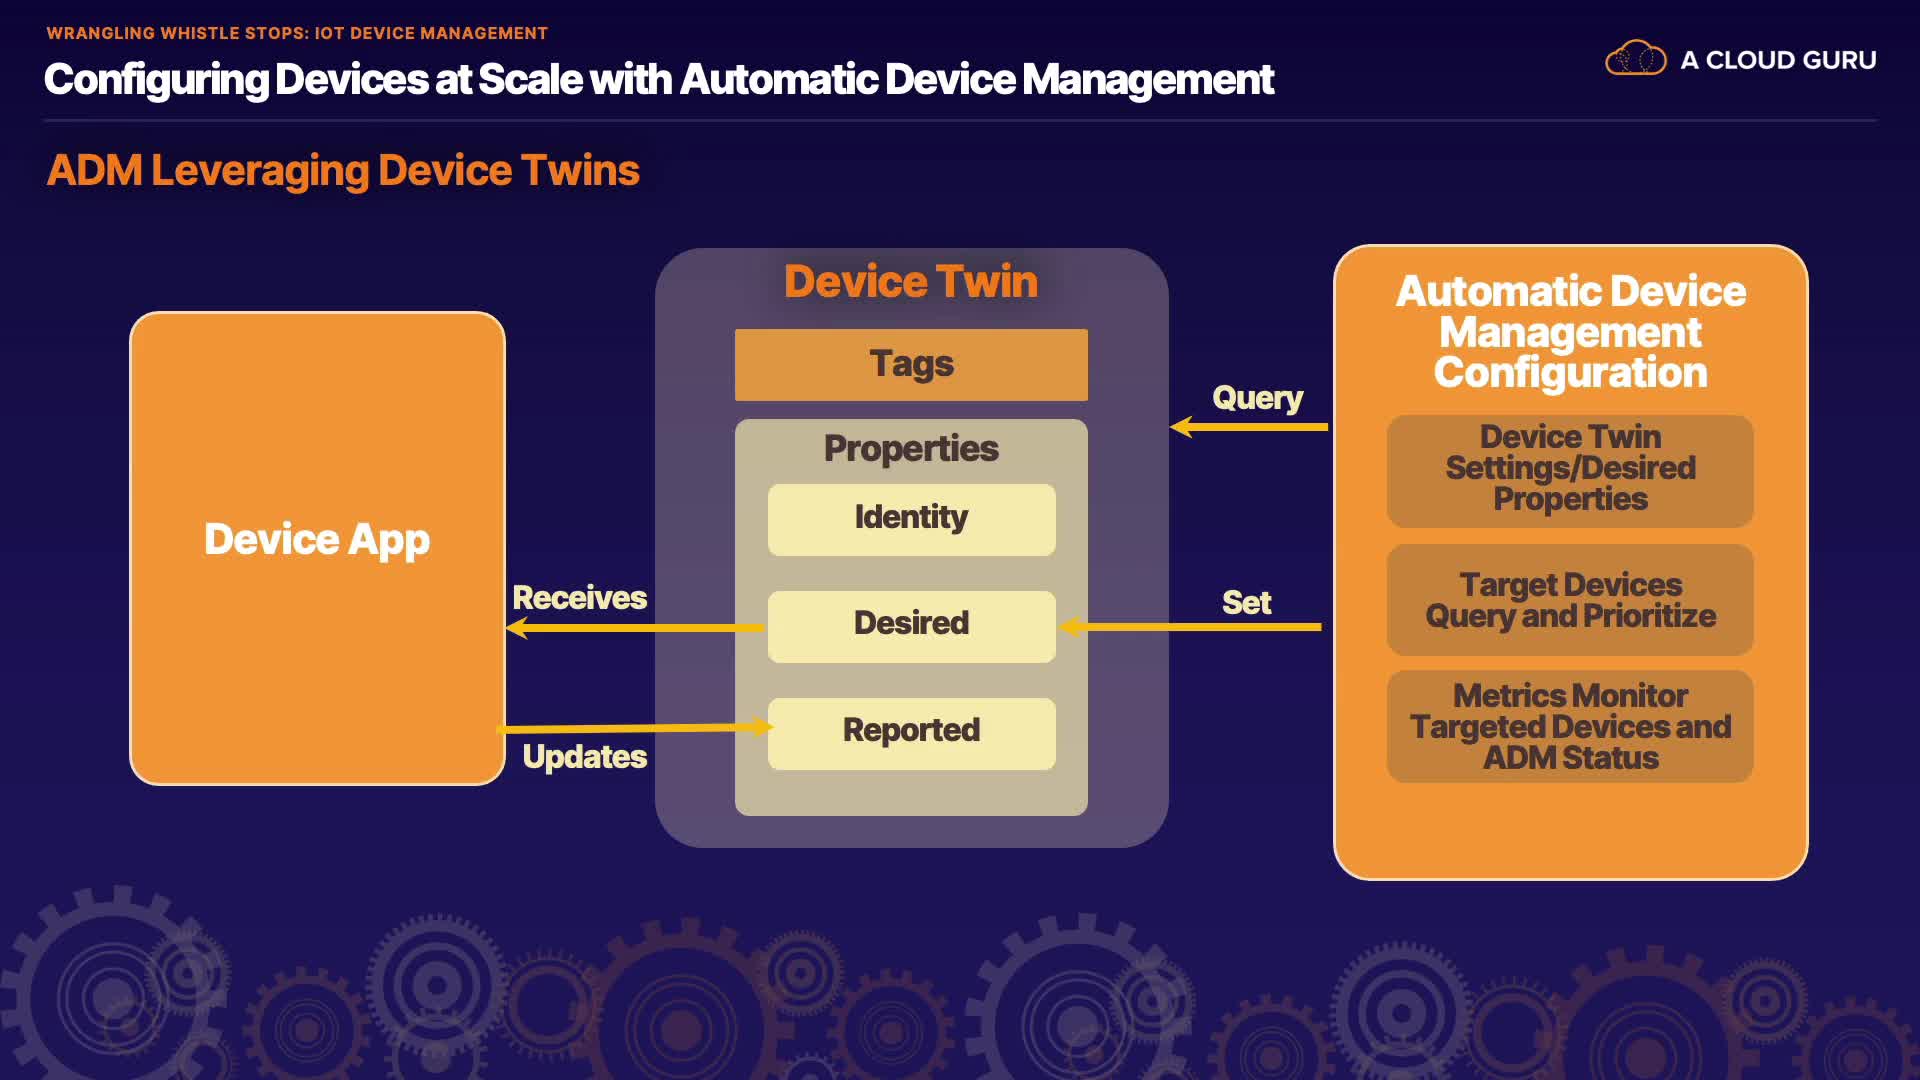 WRANGLING WHISTLE STOPS: IOT DEVICE MANAGEMENT
Configuring Devices at Scale with Automatic Device Management
A CLOUD GURU
ADM Leveraging Device Twins
Device App
Receives
Updates
Device Twin
Tags
Properties
Identity
Desired
Reported
Query
Set
Automatic Device
Management
Configuration
Device Twin
Settings/Desired
Properties
Target Devices
Query and Prioritize
Metrics Monitor
Targeted Devices and
ADM Status